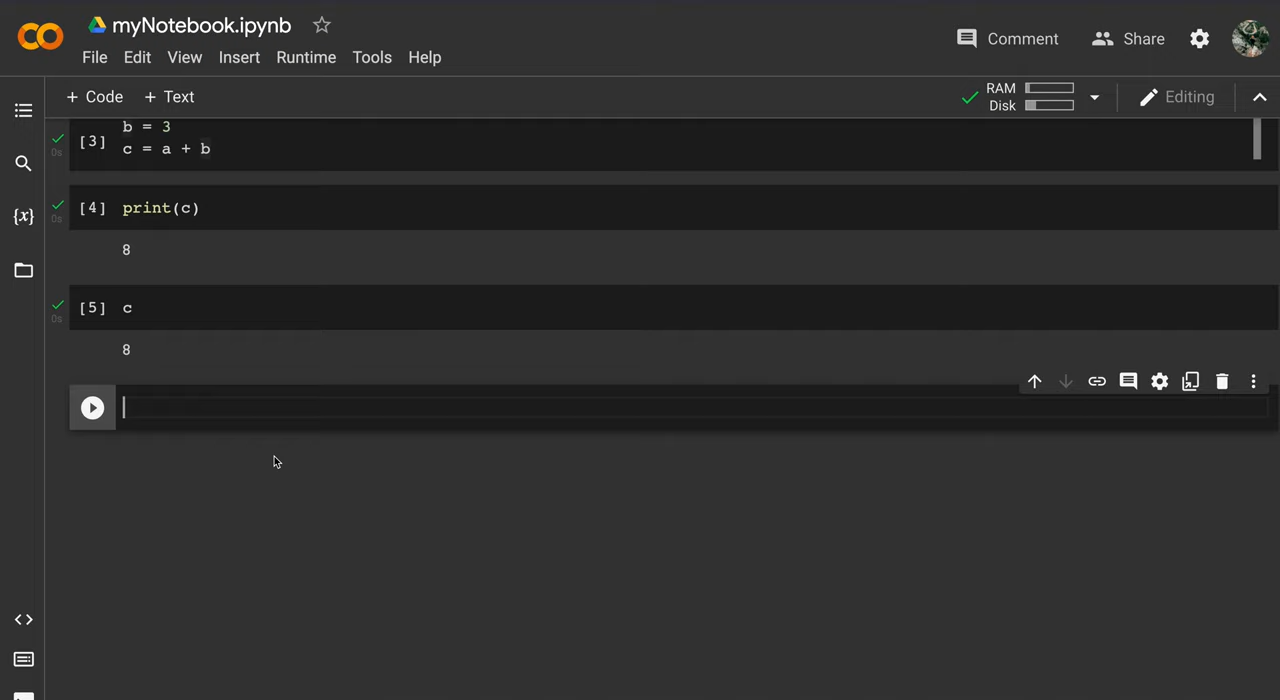 myNotebook.ipynb
File Edit View Insert Runtime Tools Help
Comment
Share
+ Code + Text
RAM
Disk
Editing
[3] b = 3
c = a + b
0s
[4] print(c)
0s
8
[5] c
0s
8
{x}